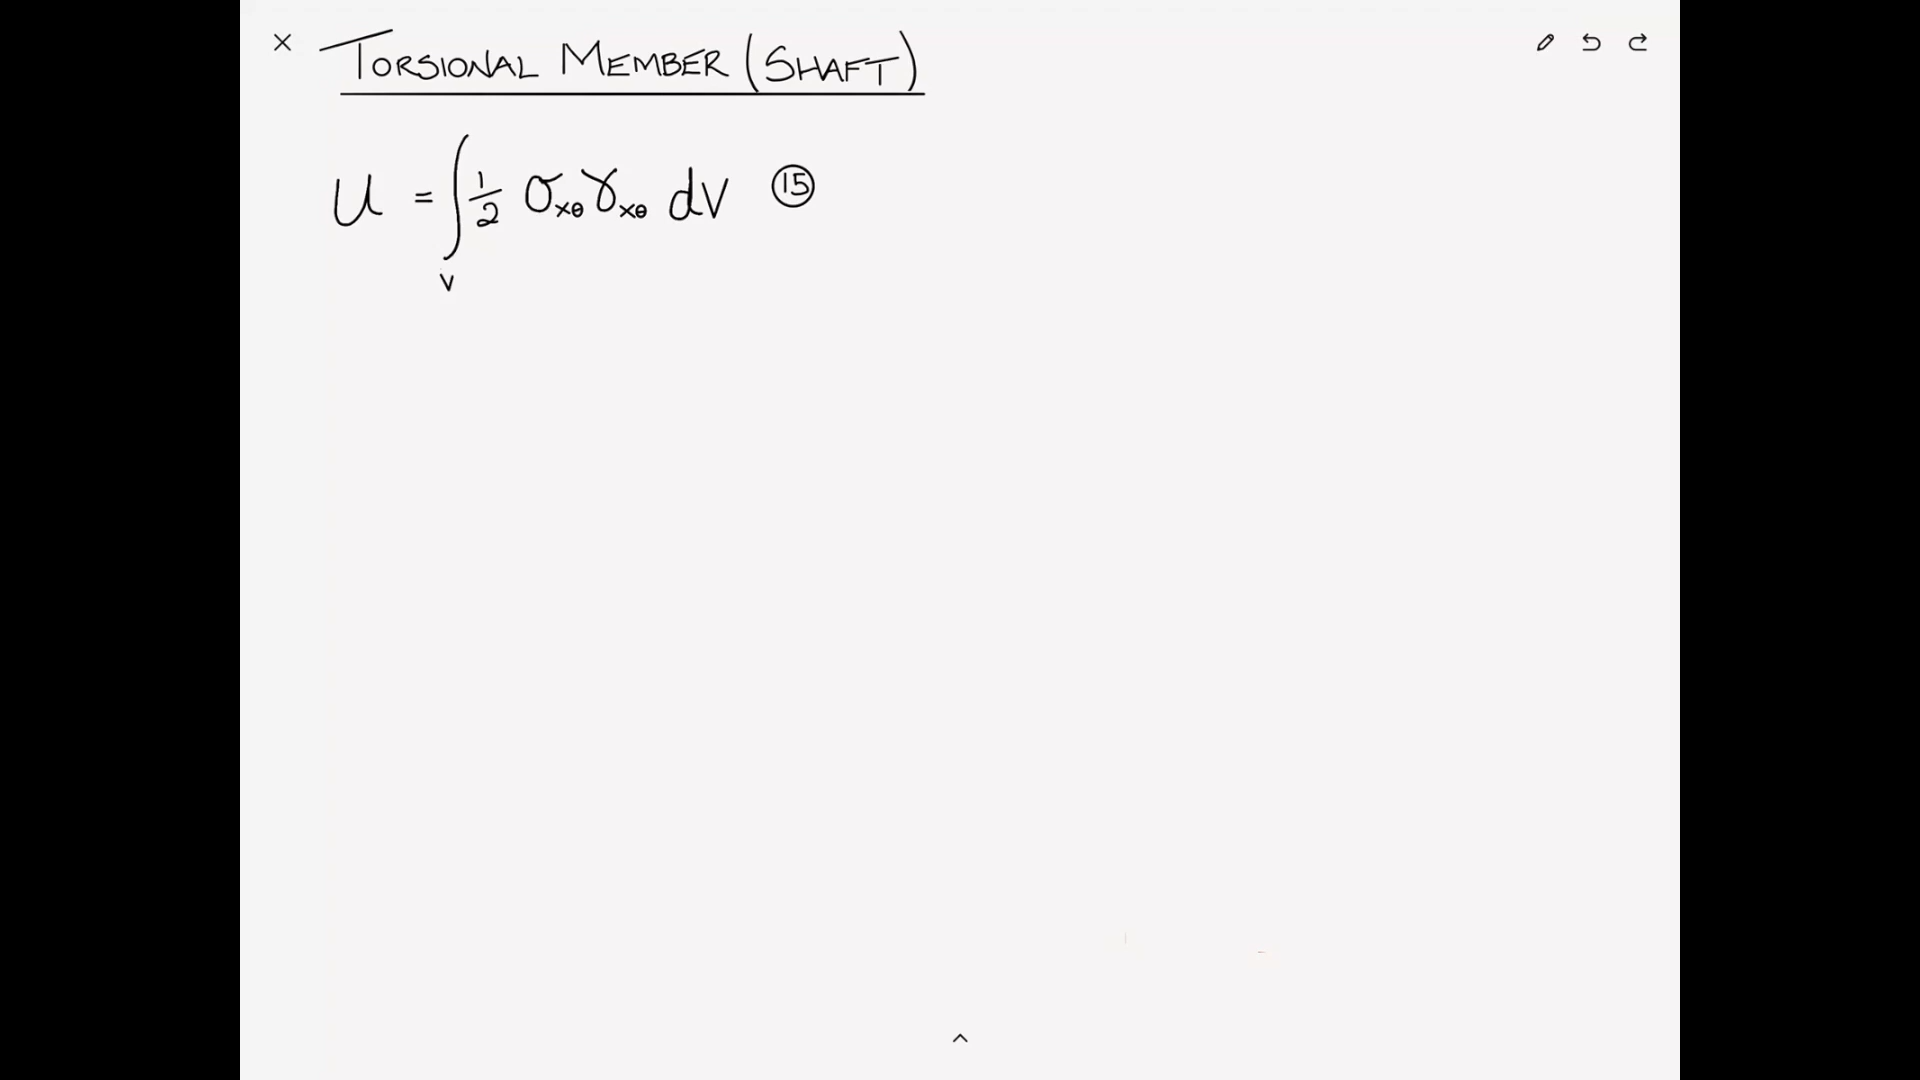 TORSIONAL MEMBER (SHAFT)
U = ∫ 1/2 σxθ γxθ dV ⑮
V